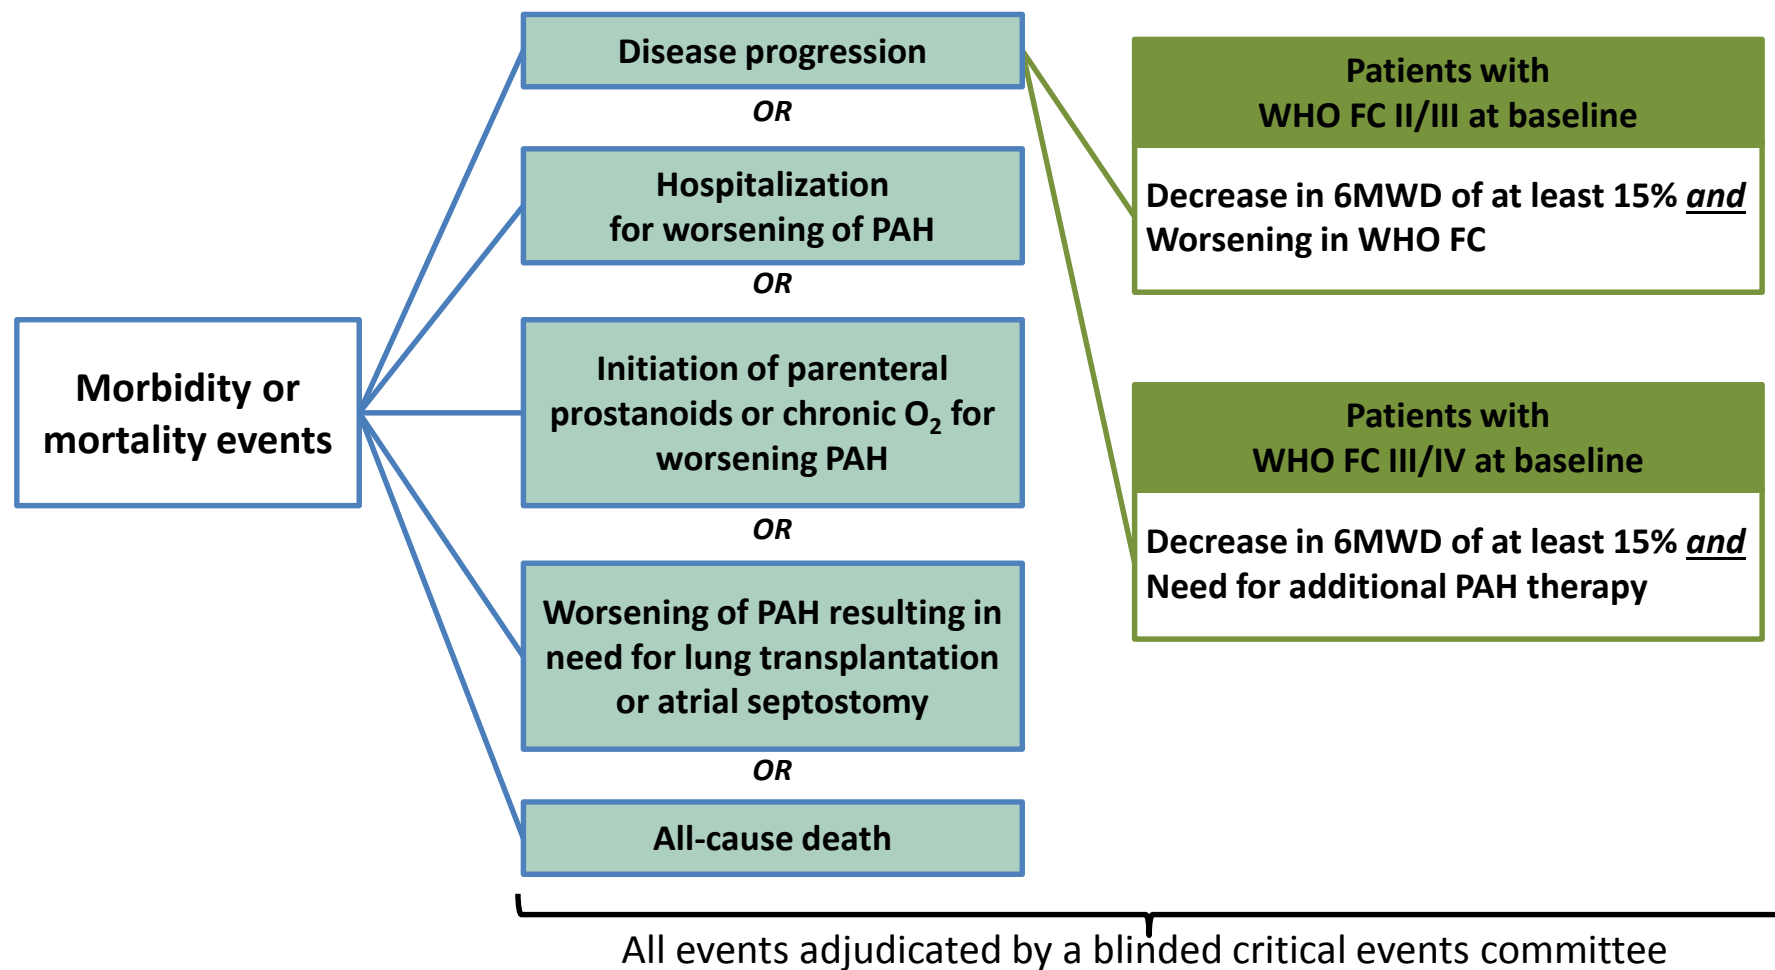 Morbidity or
mortality events
Disease progression
OR
Hospitalization
for worsening of PAH
OR
Initiation of parenteral
prostanoids or chronic O₂ for
worsening PAH
OR
Worsening of PAH resulting in
need for lung transplantation
or atrial septostomy
OR
All-cause death
Patients with
WHO FC II/III at baseline
Decrease in 6MWD of at least 15% and
Worsening in WHO FC
Patients with
WHO FC III/IV at baseline
Decrease in 6MWD of at least 15% and
Need for additional PAH therapy
All events adjudicated by a blinded critical events committee